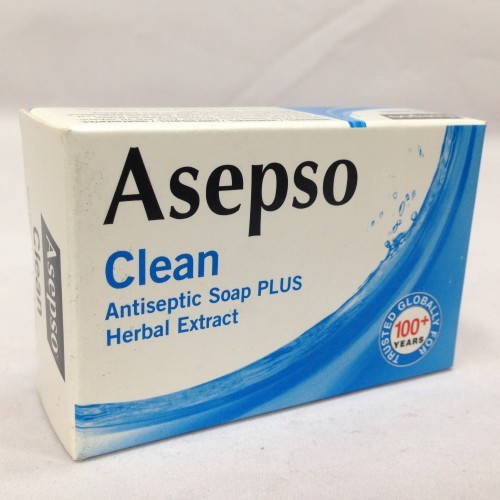 Asepso
Clean
Antiseptic Soap PLUS
Herbal Extract
TRUSTED GLOBALLY FOR
100+
YEARS
Asepso
Clean